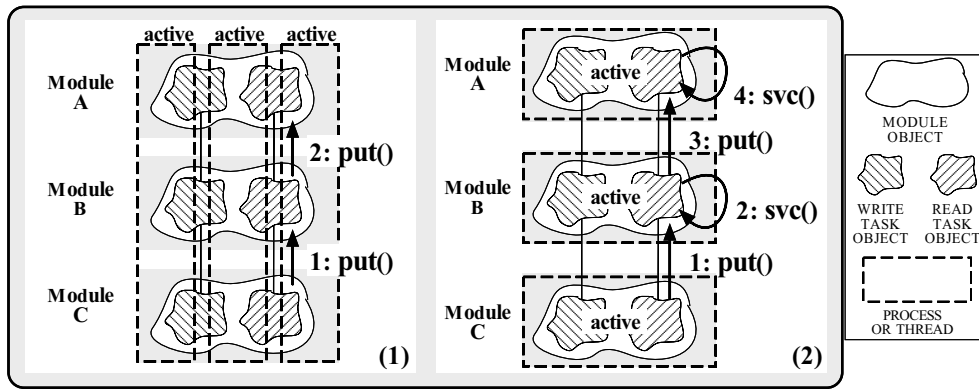 active active active
Module
A
2: put()
Module
B
1: put()
Module
C
(1)
Module
A
active
4: svc()
3: put()
Module
B
active
2: svc()
1: put()
Module
C
active
(2)
MODULE
OBJECT
WRITE
TASK
OBJECT
READ
TASK
OBJECT
PROCESS
OR THREAD